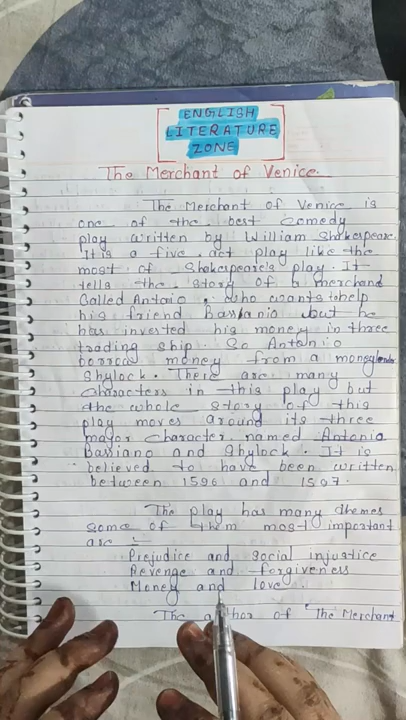 ENGLISH
LITERATURE
ZONE
The Merchant of Venice
The Merchant of Venice is
one of the best comedy
play written by William Shakespeare.
It is a five act play like the
most of Shakespeare's play. It
tells the story of a merchand
called Antoio, who wants to help
his friend Bassanio but he
has invested his money in three
trading ship. So Antonio
borrow money from a moneylender
Shylock. There are many
characters in this play but
the whole story of this
play moves around its three
major character named Antonio
Bassiano and Shylock. It is
believed to have been written
between 1596 and 1507.
The play has many themes
some of them most important
are :-
Prejudice and social injustice
Revenge and forgiveness
Money and love.
The author of "The Merchant